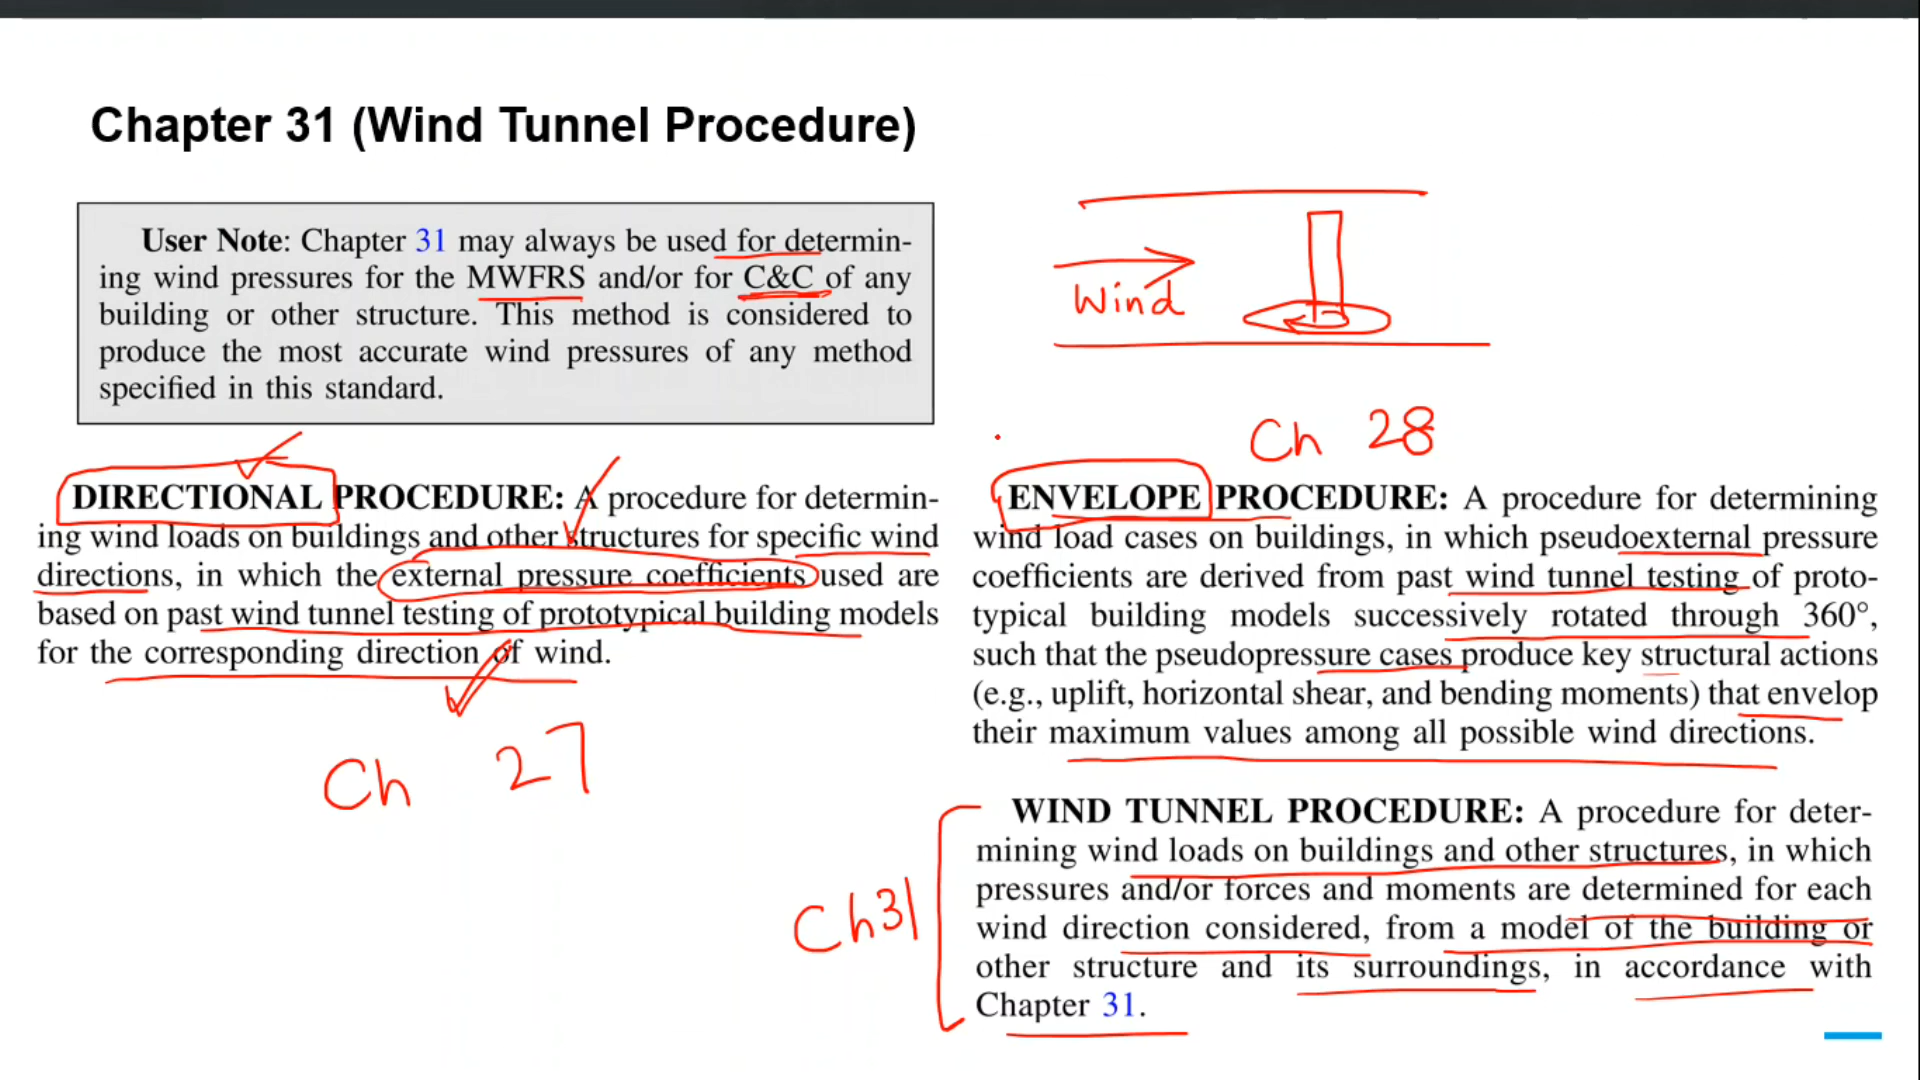 Chapter 31 (Wind Tunnel Procedure)
User Note: Chapter 31 may always be used for determin-
ing wind pressures for the MWFRS and/or for C&C of any
building or other structure. This method is considered to
produce the most accurate wind pressures of any method
specified in this standard.
Wind
DIRECTIONAL PROCEDURE: A procedure for determin-
ing wind loads on buildings and other structures for specific wind
directions, in which the external pressure coefficients used are
based on past wind tunnel testing of prototypical building models
for the corresponding direction of wind.
Ch 27
Ch 28
ENVELOPE PROCEDURE: A procedure for determining
wind load cases on buildings, in which pseudoexternal pressure
coefficients are derived from past wind tunnel testing of proto-
typical building models successively rotated through 360°,
such that the pseudopressure cases produce key structural actions
(e.g., uplift, horizontal shear, and bending moments) that envelop
their maximum values among all possible wind directions.
Ch31
WIND TUNNEL PROCEDURE: A procedure for deter-
mining wind loads on buildings and other structures, in which
pressures and/or forces and moments are determined for each
wind direction considered, from a model of the building or
other structure and its surroundings, in accordance with
Chapter 31.